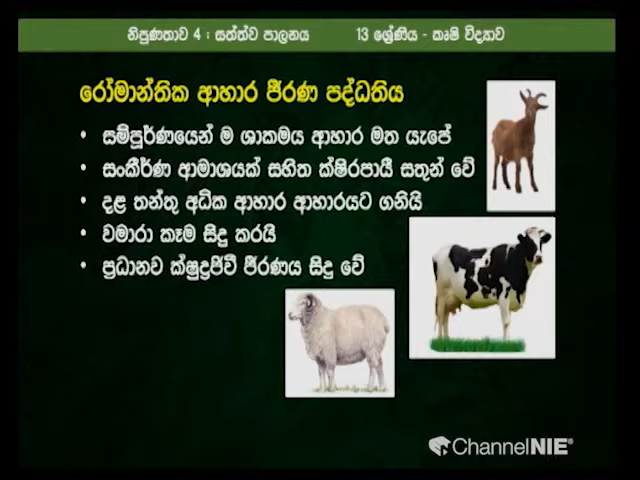 නිපුණතාව 4 : සත්ත්ව පාලනය 13 ශ්‍රේණිය - කෘෂි විද්‍යාව
රෝමාන්තික ආහාර ජීරණ පද්ධතිය
• සම්පූර්ණයෙන් ම ශාකමය ආහාර මත යැපේ
• සංකීර්ණ ආමාශයක් සහිත ක්ෂිරපායී සතුන් වේ
• දළ තන්තු අධික ආහාර ආහාරයට ගනියි
• වමාරා කෑම සිදු කරයි
• ප්‍රධානව ක්ෂුද්‍රජීවී ජීරණය සිදු වේ
ChannelNIE®